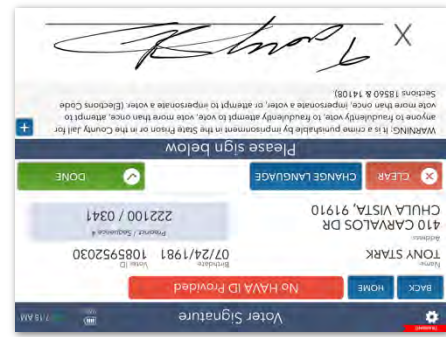 Voter Signature
7:19 AM
BACK
HOME
No HAVA ID Provided
Name
Birthdate
Voter ID
TONY STARK
07/24/1981
1085952030
Address
Precinct / Sequence #
410 CARVALOS DR
CHULA VISTA, 91910
222100 / 0341
CLEAR
CHANGE LANGUAGE
DONE
Please sign below
WARNING: It is a crime punishable by imprisonment in the State Prison or in the County Jail for
anyone to fraudulently vote, to fraudulently attempt to vote, vote more than once, attempt to
vote more than once, impersonate a voter, or attempt to impersonate a voter. (Elections Code
Sections 18560 & 14108)
X